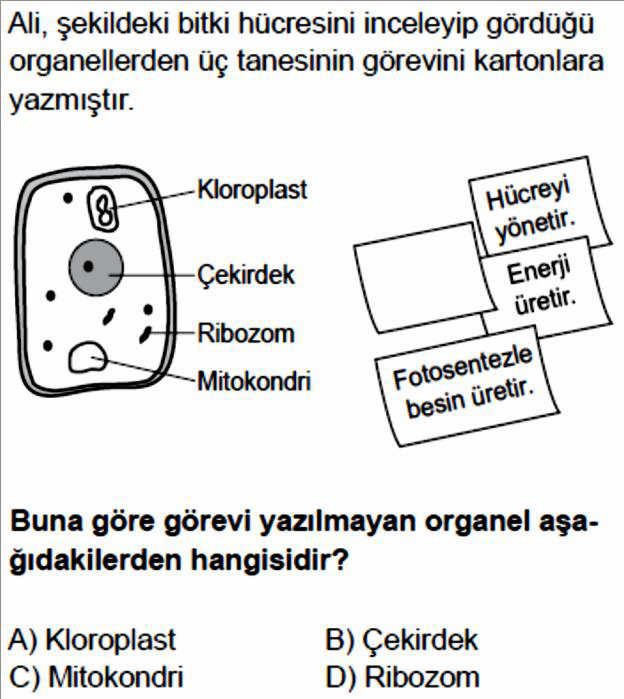 Ali, şekildeki bitki hücresini inceleyip gördüğü
organellerden üç tanesinin görevini kartonlara
yazmıştır.
Kloroplast
Çekirdek
Ribozom
Mitokondri
Hücreyi
yönetir.
Enerji
üretir.
Fotosentezle
besin üretir.
Buna göre görevi yazılmayan organel aşa-
ğıdakilerden hangisidir?
A) Kloroplast
B) Çekirdek
C) Mitokondri
D) Ribozom